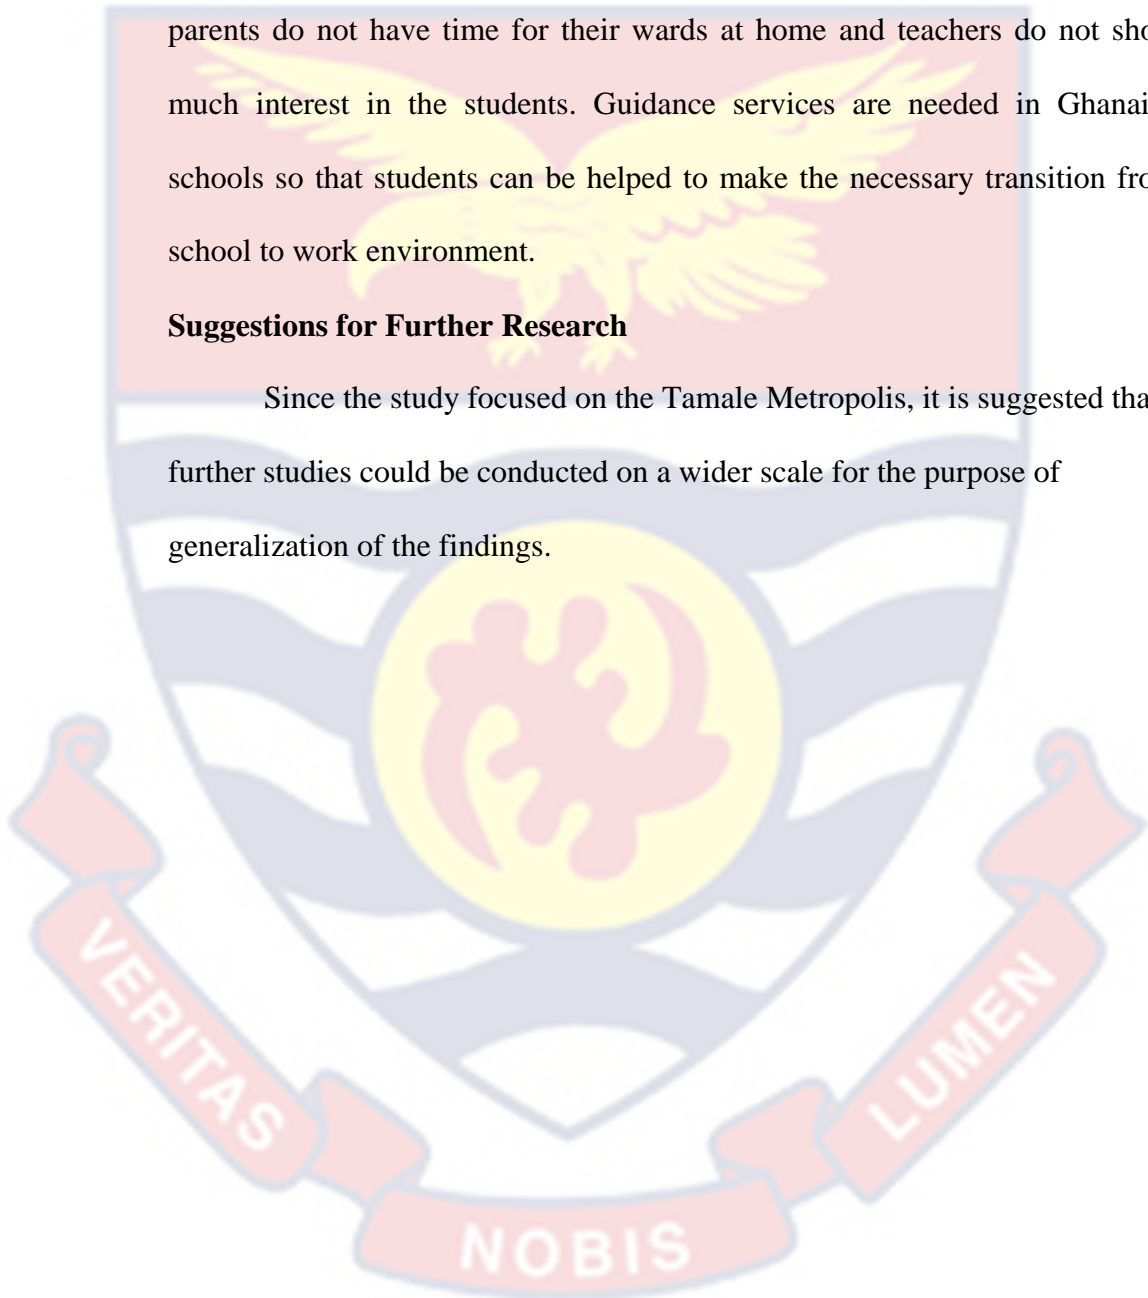 parents do not have time for their wards at home and teachers do not sho
much interest in the students. Guidance services are needed in Ghanai
schools so that students can be helped to make the necessary transition fro
school to work environment.
Suggestions for Further Research
Since the study focused on the Tamale Metropolis, it is suggested tha
further studies could be conducted on a wider scale for the purpose of
generalization of the findings.
VERITAS
NOBIS
LUMEN